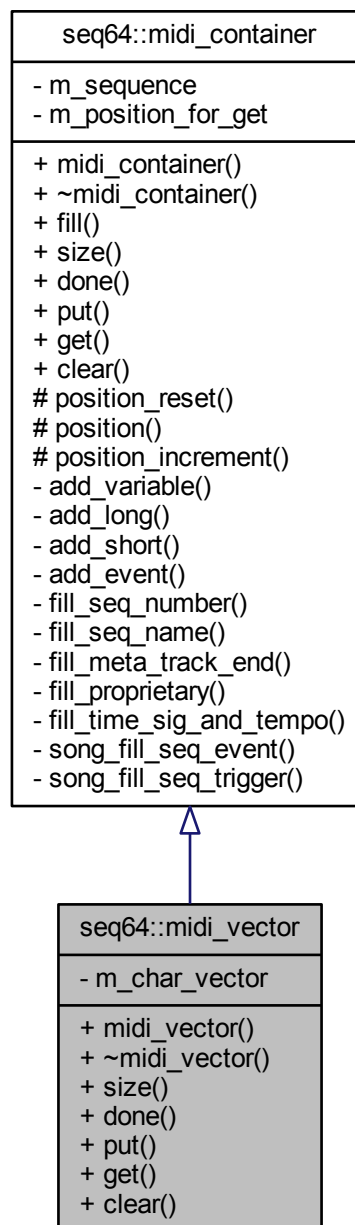 seq64::midi_container
- m_sequence
- m_position_for_get
+ midi_container()
+ ~midi_container()
+ fill()
+ size()
+ done()
+ put()
+ get()
+ clear()
# position_reset()
# position()
# position_increment()
- add_variable()
- add_long()
- add_short()
- add_event()
- fill_seq_number()
- fill_seq_name()
- fill_meta_track_end()
- fill_proprietary()
- fill_time_sig_and_tempo()
- song_fill_seq_event()
- song_fill_seq_trigger()
seq64::midi_vector
- m_char_vector
+ midi_vector()
+ ~midi_vector()
+ size()
+ done()
+ put()
+ get()
+ clear()